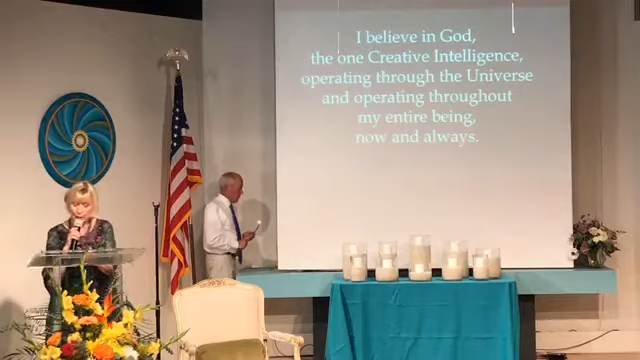 I believe in God,
the one Creative Intelligence,
operating through the Universe
and operating throughout
my entire being,
now and always.